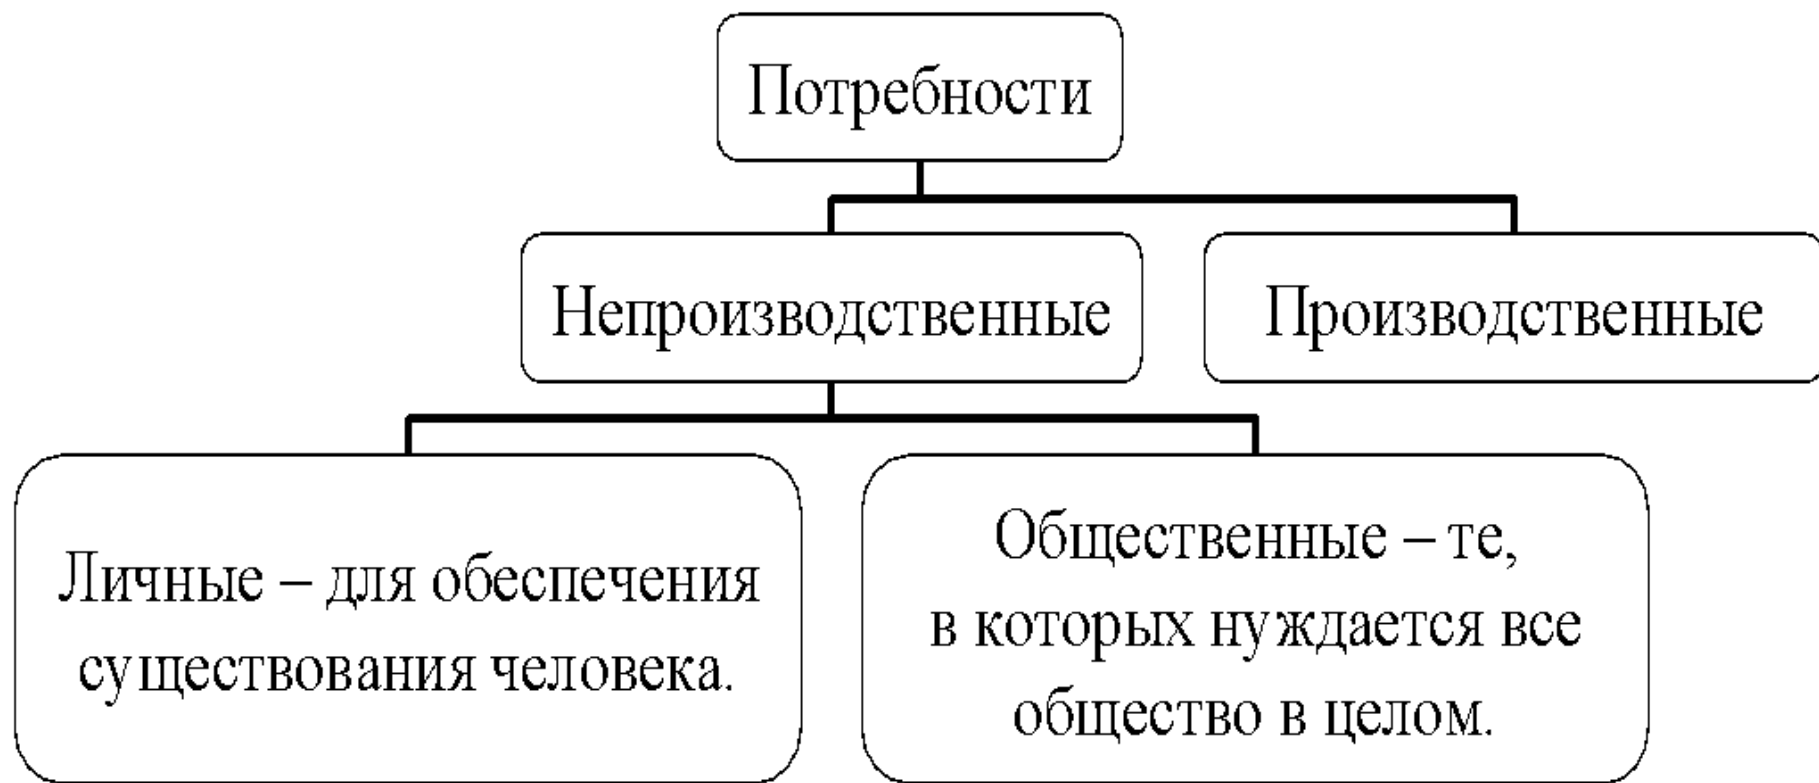 Потребности
Непроизводственные
Производственные
Личные – для обеспечения
существования человека.
Общественные – те,
в которых нуждается все
общество в целом.